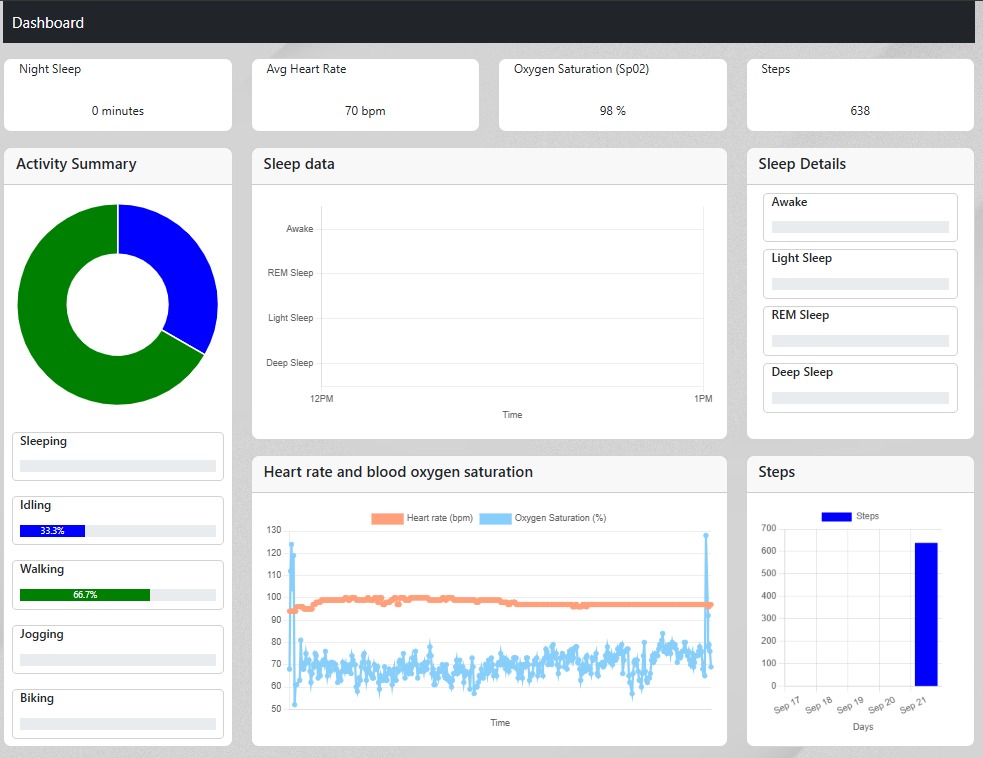 Dashboard
Night Sleep
0 minutes
Avg Heart Rate
70 bpm
Oxygen Saturation (Sp02)
98 %
Steps
638
Activity Summary
Sleeping
Idling
33.3%
Walking
66.7%
Jogging
Biking
Sleep data
Awake
REM Sleep
Light Sleep
Deep Sleep
12PM 1PM
Time
Sleep Details
Awake
Light Sleep
REM Sleep
Deep Sleep
Heart rate and blood oxygen saturation
Heart rate (bpm) Oxygen Saturation (%)
130
120
110
100
90
80
70
60
50
Time
Steps
Steps
700
600
500
400
300
200
100
0
Sep 17 Sep 18 Sep 19 Sep 20 Sep 21
Days